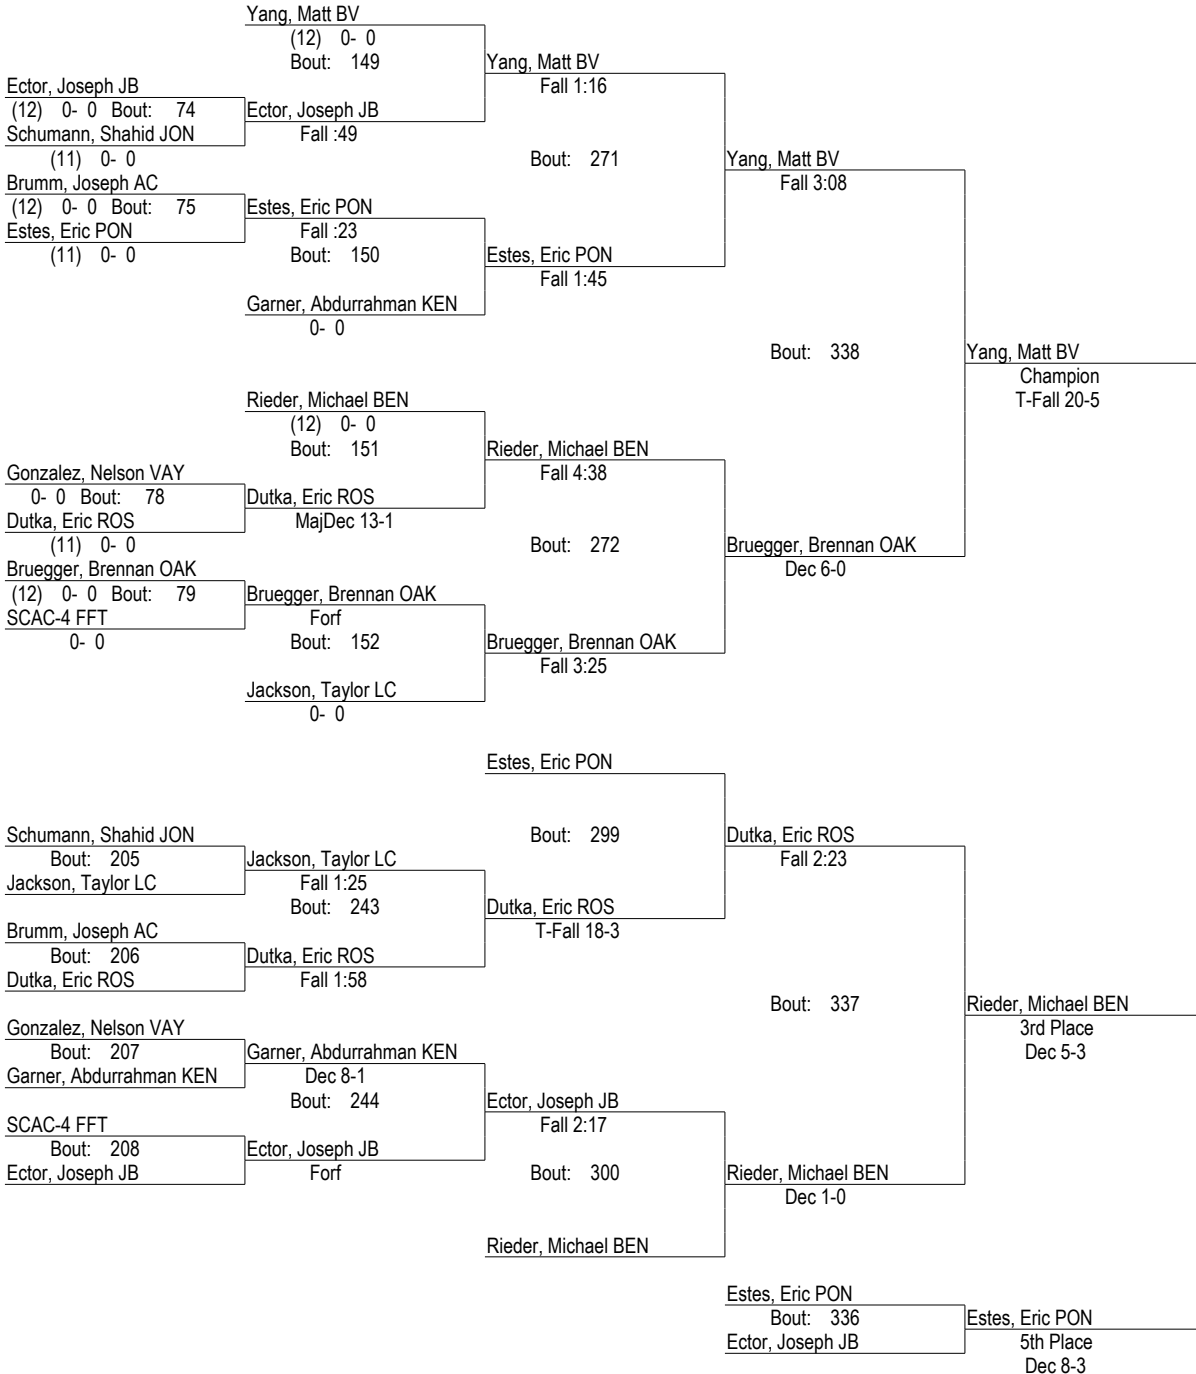 Yang, Matt BV
(12) 0- 0
Bout: 149
Yang, Matt BV
Fall 1:16
Ector, Joseph JB
(12) 0- 0 Bout: 74
Ector, Joseph JB
Schumann, Shahid JON
Fall :49
(11) 0- 0
Bout: 271
Yang, Matt BV
Fall 3:08
Brumm, Joseph AC
(12) 0- 0 Bout: 75
Estes, Eric PON
Estes, Eric PON
Fall :23
(11) 0- 0
Bout: 150
Estes, Eric PON
Fall 1:45
Garner, Abdurrahman KEN
0- 0
Bout: 338
Yang, Matt BV
Champion
T-Fall 20-5
Rieder, Michael BEN
(12) 0- 0
Bout: 151
Rieder, Michael BEN
Fall 4:38
Gonzalez, Nelson VAY
0- 0 Bout: 78
Dutka, Eric ROS
Dutka, Eric ROS
MajDec 13-1
(11) 0- 0
Bout: 272
Bruegger, Brennan OAK
Dec 6-0
Bruegger, Brennan OAK
(12) 0- 0 Bout: 79
Bruegger, Brennan OAK
SCAC-4 FFT
Forf
0- 0
Bout: 152
Bruegger, Brennan OAK
Fall 3:25
Jackson, Taylor LC
0- 0
Estes, Eric PON
Bout: 299
Dutka, Eric ROS
Fall 2:23
Schumann, Shahid JON
Bout: 205
Jackson, Taylor LC
Jackson, Taylor LC
Fall 1:25
Bout: 243
Dutka, Eric ROS
T-Fall 18-3
Brumm, Joseph AC
Bout: 206
Dutka, Eric ROS
Dutka, Eric ROS
Fall 1:58
Bout: 337
Rieder, Michael BEN
3rd Place
Dec 5-3
Gonzalez, Nelson VAY
Bout: 207
Garner, Abdurrahman KEN
Garner, Abdurrahman KEN
Dec 8-1
Bout: 244
Ector, Joseph JB
Fall 2:17
SCAC-4 FFT
Bout: 208
Ector, Joseph JB
Ector, Joseph JB
Forf
Bout: 300
Rieder, Michael BEN
Dec 1-0
Rieder, Michael BEN
Estes, Eric PON
Bout: 336
Ector, Joseph JB
Estes, Eric PON
5th Place
Dec 8-3